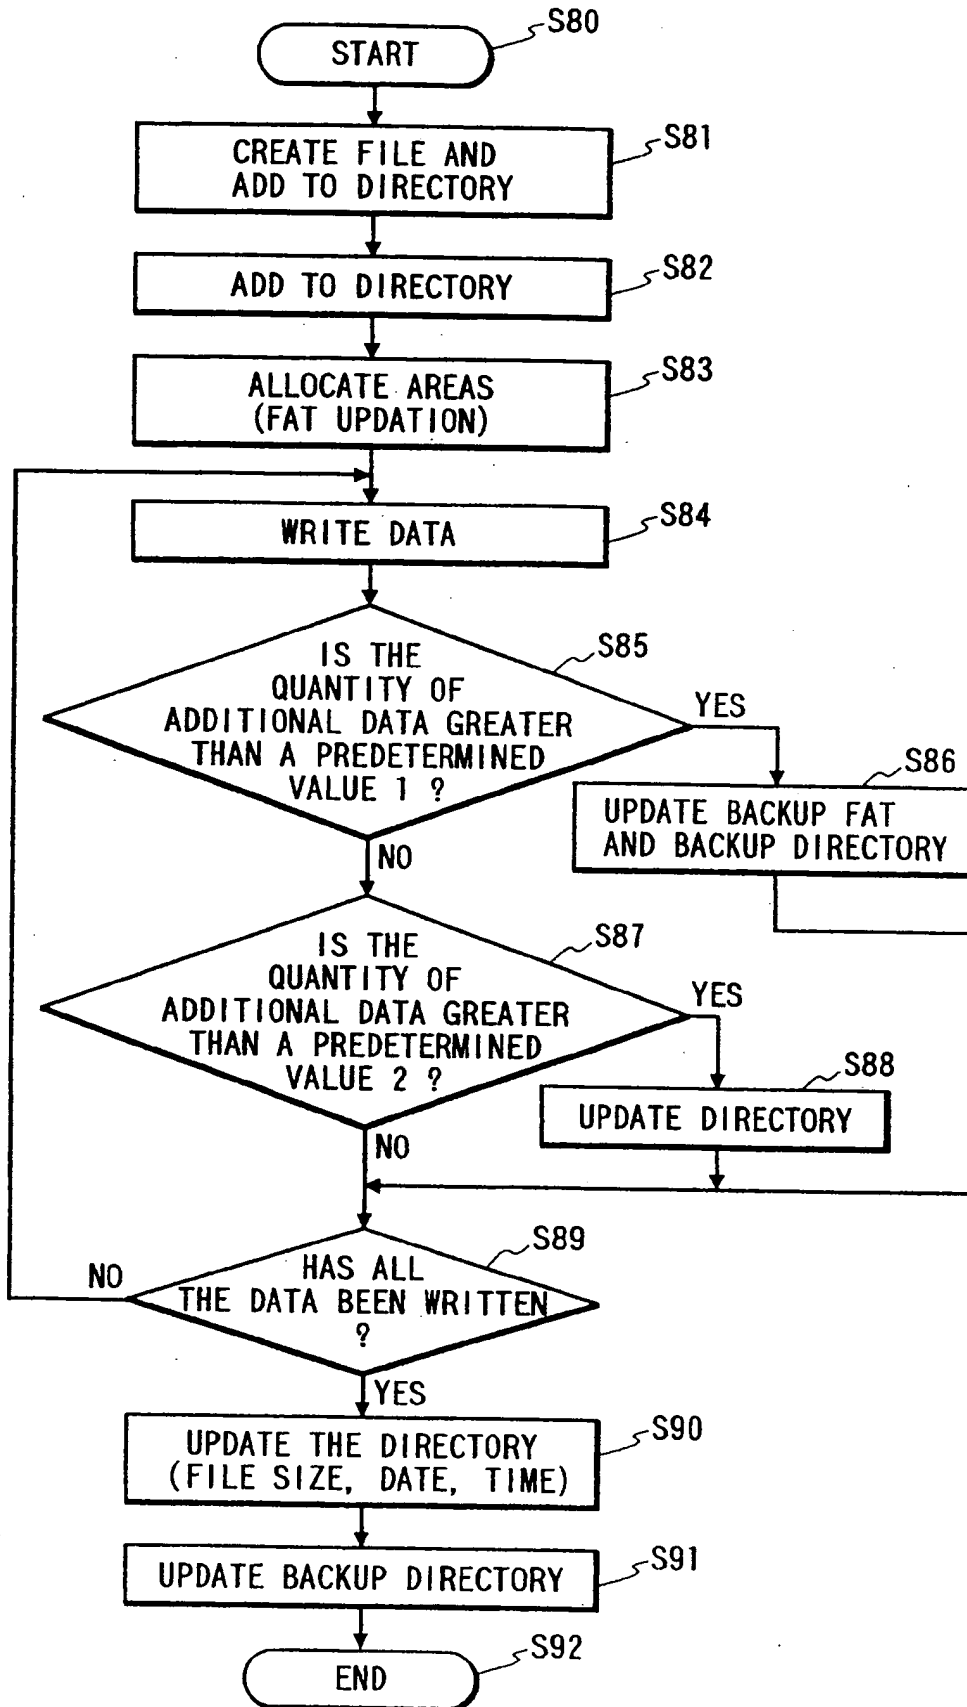 START
S80
CREATE FILE AND
ADD TO DIRECTORY
S81
ADD TO DIRECTORY
S82
ALLOCATE AREAS
(FAT UPDATION)
S83
WRITE DATA
S84
IS THE
QUANTITY OF
ADDITIONAL DATA GREATER
THAN A PREDETERMINED
VALUE 1 ?
S85
YES
NO
UPDATE BACKUP FAT
AND BACKUP DIRECTORY
S86
IS THE
QUANTITY OF
ADDITIONAL DATA GREATER
THAN A PREDETERMINED
VALUE 2 ?
S87
YES
NO
UPDATE DIRECTORY
S88
HAS ALL
THE DATA BEEN WRITTEN
?
S89
NO
YES
UPDATE THE DIRECTORY
(FILE SIZE, DATE, TIME)
S90
UPDATE BACKUP DIRECTORY
S91
END
S92